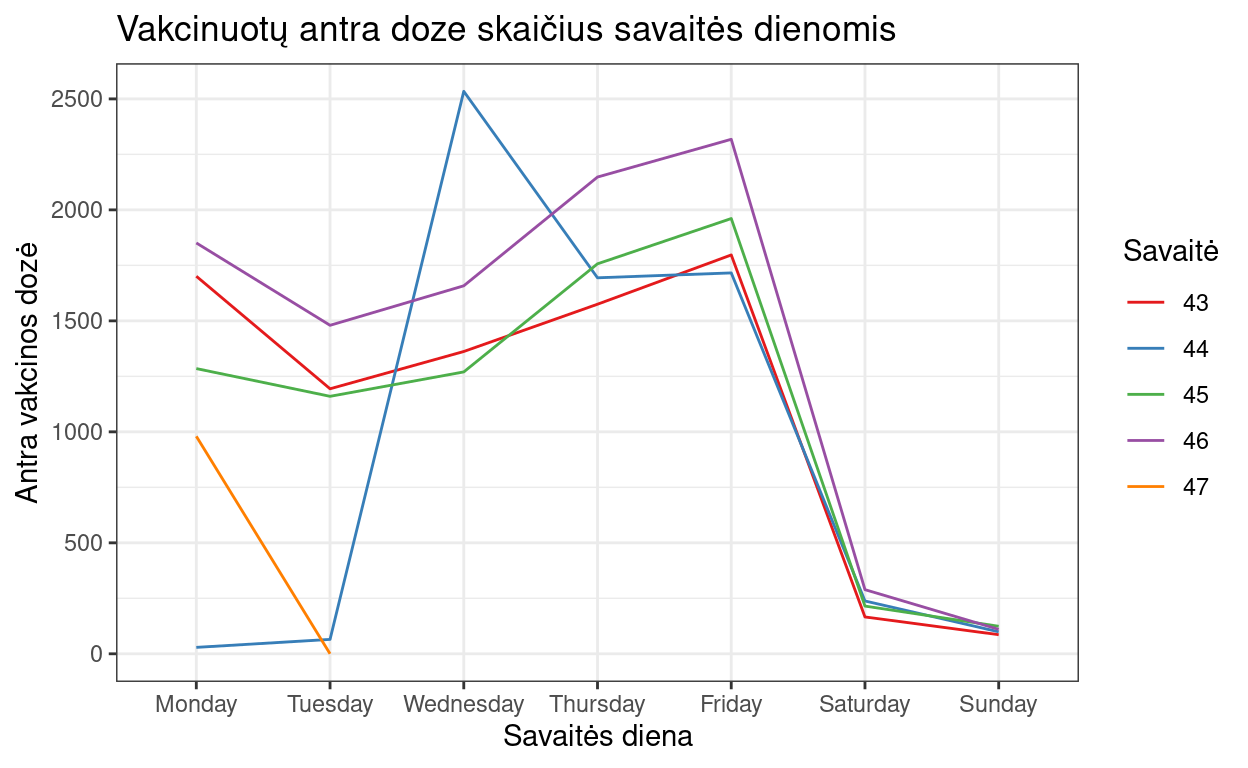 Vakcinuotų antra doze skaičius savaitės dienomis
Antra vakcinos dozė
2500
2000
1500
1000
500
0
Monday Tuesday Wednesday Thursday Friday Saturday Sunday
Savaitės diena
Savaitė
43
44
45
46
47